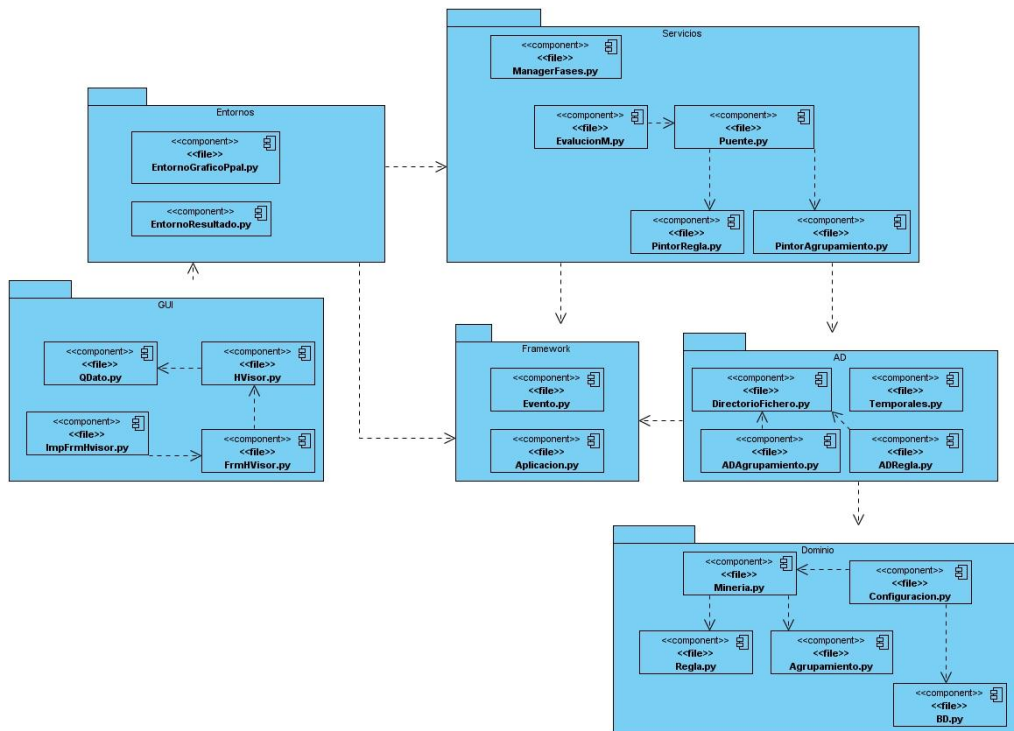 Servicios
<<component>>
<<file>>
ManagerFases.py
<<component>>
<<file>>
EvalucionM.py
<<component>>
<<file>>
Puente.py
<<component>>
<<file>>
PintorRegla.py
<<component>>
<<file>>
PintorAgrupamiento.py
Entornos
<<component>>
<<file>>
EntornoGraficoPpal.py
<<component>>
<<file>>
EntornoResultado.py
GUI
<<component>>
<<file>>
QDato.py
<<component>>
<<file>>
HVisor.py
<<component>>
<<file>>
ImpFrmHvisor.py
<<component>>
<<file>>
FrmHVisor.py
Framework
<<component>>
<<file>>
Evento.py
<<component>>
<<file>>
Aplicacion.py
AD
<<component>>
<<file>>
DirectorioFichero.py
<<component>>
<<file>>
Temporales.py
<<component>>
<<file>>
ADAgrupamiento.py
<<component>>
<<file>>
ADRegla.py
Dominio
<<component>>
<<file>>
Mineria.py
<<component>>
<<file>>
Configuracion.py
<<component>>
<<file>>
Regla.py
<<component>>
<<file>>
Agrupamiento.py
<<component>>
<<file>>
BD.py